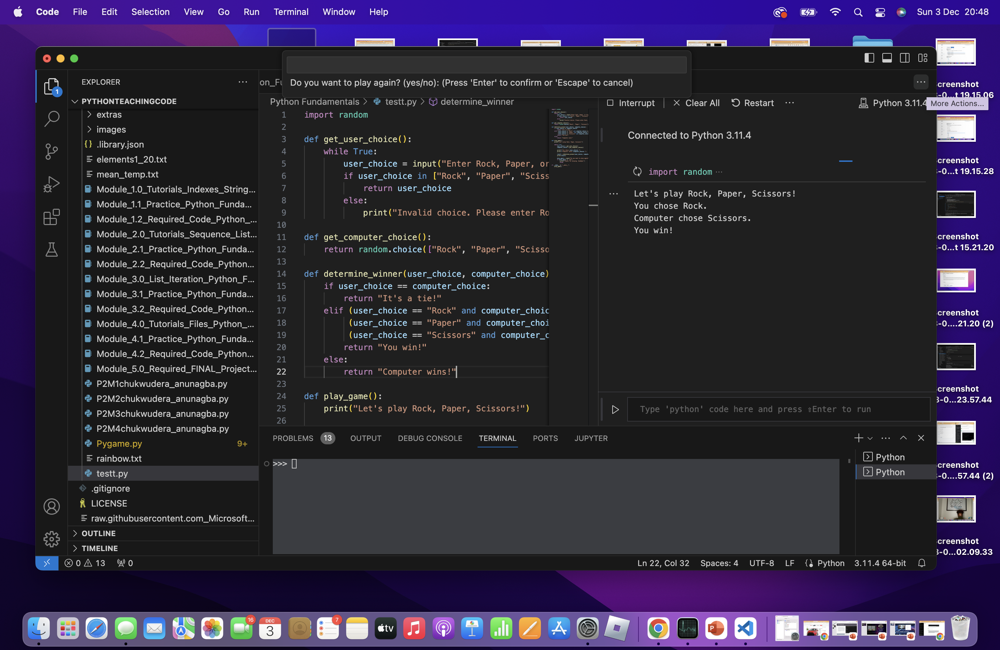 Code File Edit Selection View Go Run Terminal Window Help Sun 3 Dec 20:48
Do you want to play again? (yes/no): (Press 'Enter' to confirm or 'Escape' to cancel)
EXPLORER
PYTHONTEACHINGCODE
extras
images
.library.json
elements1_20.txt
mean_temp.txt
Module_1.0_Tutorials_Indexes_String...
Module_1.1_Practice_Python_Funda...
Module_1.2_Required_Code_Python_...
Module_2.0_Tutorials_Sequence_List...
Module_2.1_Practice_Python_Funda...
Module_2.2_Required_Code_Python...
Module_3.0_List_Iteration_Python_F...
Module_3.1_Practice_Python_Funda...
Module_3.2_Required_Code_Python...
Module_4.0_Tutorials_Files_Python_...
Module_4.1_Practice_Python_Funda...
Module_4.2_Required_Code_Python...
Module_5.0_Required_FINAL_Project...
P2M1chukwudera_anunagba.py
P2M2chukwudera_anunagba.py
P2M3chukwudera_anunagba.py
P2M4chukwudera_anunagba.py
Pygame.py 9+
rainbow.txt
testt.py
.gitignore
LICENSE
raw.githubusercontent.com_Microsoft...
OUTLINE
TIMELINE
on_Fu
Python Fundamentals > testt.py > determine_winner
1 import random
2
3 def get_user_choice():
4 while True:
5 user_choice = input("Enter Rock, Paper, or
6 if user_choice in ["Rock", "Paper", "Sciss
7 return user_choice
8 else:
9 print("Invalid choice. Please enter Ro
10
11 def get_computer_choice():
12 return random.choice(["Rock", "Paper", "Scisso
13
14 def determine_winner(user_choice, computer_choice)
15 if user_choice == computer_choice:
16 return "It's a tie!"
17 elif (user_choice == "Rock" and computer_choic
18 (user_choice == "Paper" and computer_choi
19 (user_choice == "Scissors" and computer_c
20 return "You win!"
21 else:
22 return "Computer wins!"
23
24 def play_game():
25 print("Let's play Rock, Paper, Scissors!")
26
Interrupt | Clear All Restart ... Python 3.11.4
More Actions...
Connected to Python 3.11.4
import random ...
Let's play Rock, Paper, Scissors!
You chose Rock.
Computer chose Scissors.
You win!
Type 'python' code here and press ⇧Enter to run
PROBLEMS 13 OUTPUT DEBUG CONSOLE TERMINAL PORTS JUPYTER
>>>
Python
Python
0 13 0
Ln 22, Col 32 Spaces: 4 UTF-8 LF Python 3.11.4 64-bit
creenshot
-0...t 19.15.06
creenshot
-0...t 19.15.28
creenshot
-0...t 15.21.20
creenshot
-0....21.20 (2)
creenshot
3-0...23.57.44
creenshot
-0....57.44 (2)
creenshot
3-0...02.09.33
1
16
DEC
3
7
tv
P